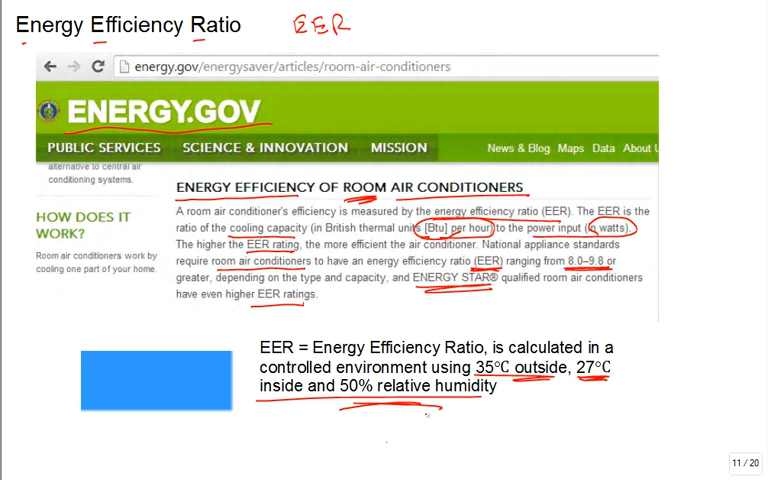 Energy Efficiency Ratio EER
energy.gov/energysaver/articles/room-air-conditioners
ENERGY.GOV
PUBLIC SERVICES SCIENCE & INNOVATION MISSION News & Blog Maps Data About U
alternative to central air
conditioning systems.
HOW DOES IT
WORK?
Room air conditioners work by
cooling one part of your home.
ENERGY EFFICIENCY OF ROOM AIR CONDITIONERS
A room air conditioner's efficiency is measured by the energy efficiency ratio (EER). The EER is the
ratio of the cooling capacity (in British thermal units [Btu] per hour) to the power input (in watts).
The higher the EER rating, the more efficient the air conditioner. National appliance standards
require room air conditioners to have an energy efficiency ratio (EER) ranging from 8.0–9.8 or
greater, depending on the type and capacity, and ENERGY STAR® qualified room air conditioners
have even higher EER ratings.
EER = Energy Efficiency Ratio, is calculated in a
controlled environment using 35°C outside, 27°C
inside and 50% relative humidity
11 / 20